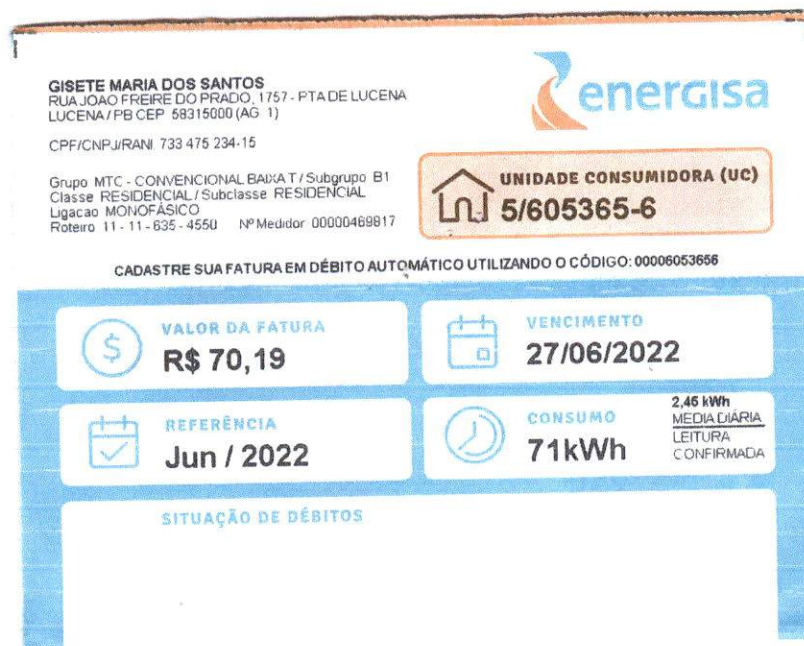 GISETE MARIA DOS SANTOS
RUA JOAO FREIRE DO PRADO, 1757 - PTA DE LUCENA
LUCENA / PB CEP 58315000 (AG 1)
CPF/CNPJ/RANI 733 475 234-15
Grupo MTC - CONVENCIONAL BAIXA T / Subgrupo B1
Classe RESIDENCIAL / Subclasse RESIDENCIAL
Ligacao MONOFÁSICO
Roteiro 11 - 11 - 635 - 4550 Nº Medidor 00000469817
energisa
UNIDADE CONSUMIDORA (UC)
5/605365-6
CADASTRE SUA FATURA EM DÉBITO AUTOMÁTICO UTILIZANDO O CÓDIGO: 00006053656
VALOR DA FATURA
R$ 70,19
VENCIMENTO
27/06/2022
REFERÊNCIA
Jun / 2022
CONSUMO
71kWh
2,46 kWh
MEDIA DIÁRIA
LEITURA
CONFIRMADA
SITUAÇÃO DE DÉBITOS